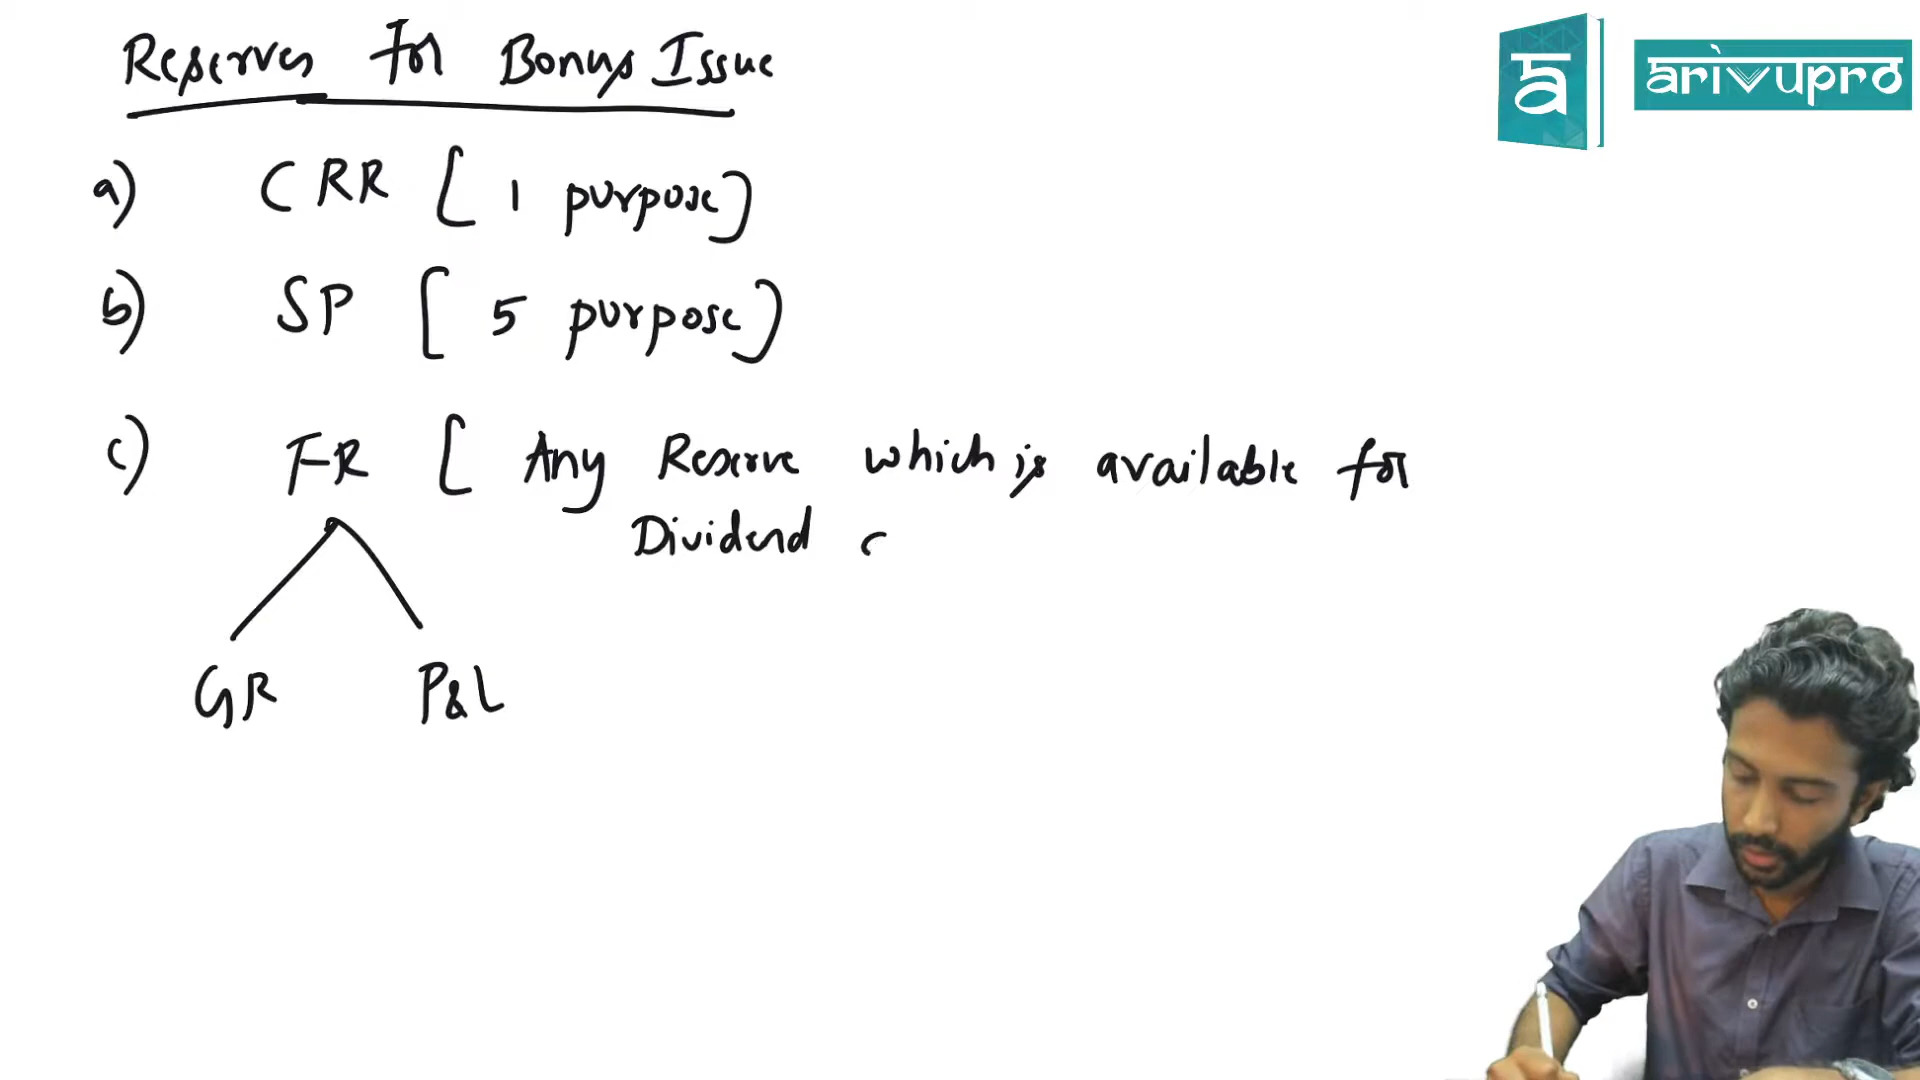 Reserves for Bonus Issue
a) CRR [ 1 purpose ]
b) SP [ 5 purpose ]
c) FR [ Any Reserve which is available for
Dividend c
GR P&L
a arivupro